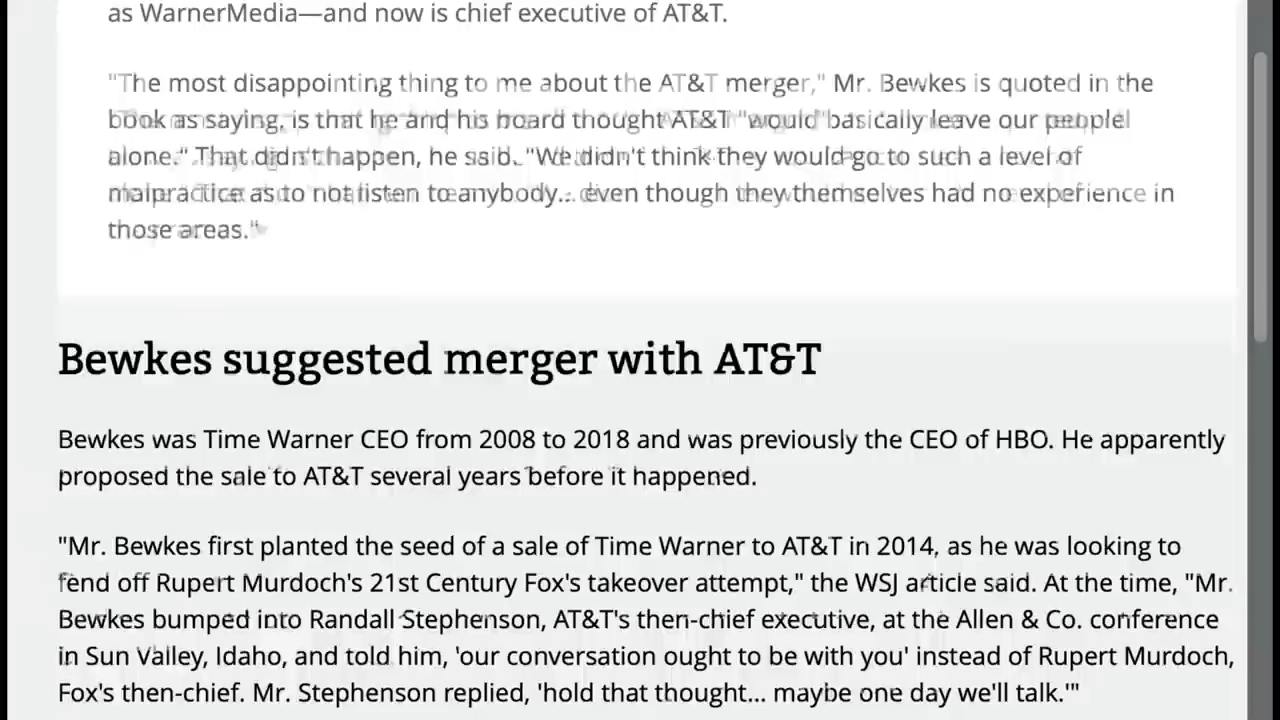 as WarnerMedia—and now is chief executive of AT&T.
"The most disappointing thing to me about the AT&T merger," Mr. Bewkes is quoted in the
book as saying, is that he and his board thought AT&T "would basically leave our people
alone." That didn't happen, he said. "We didn't think they would go to such a level of
malpractice as to not listen to anybody... even though they themselves had no experience in
those areas."
Bewkes suggested merger with AT&T
Bewkes was Time Warner CEO from 2008 to 2018 and was previously the CEO of HBO. He apparently
proposed the sale to AT&T several years before it happened.
"Mr. Bewkes first planted the seed of a sale of Time Warner to AT&T in 2014, as he was looking to
fend off Rupert Murdoch's 21st Century Fox's takeover attempt," the WSJ article said. At the time, "Mr.
Bewkes bumped into Randall Stephenson, AT&T's then-chief executive, at the Allen & Co. conference
in Sun Valley, Idaho, and told him, 'our conversation ought to be with you' instead of Rupert Murdoch,
Fox's then-chief. Mr. Stephenson replied, 'hold that thought... maybe one day we'll talk.'"